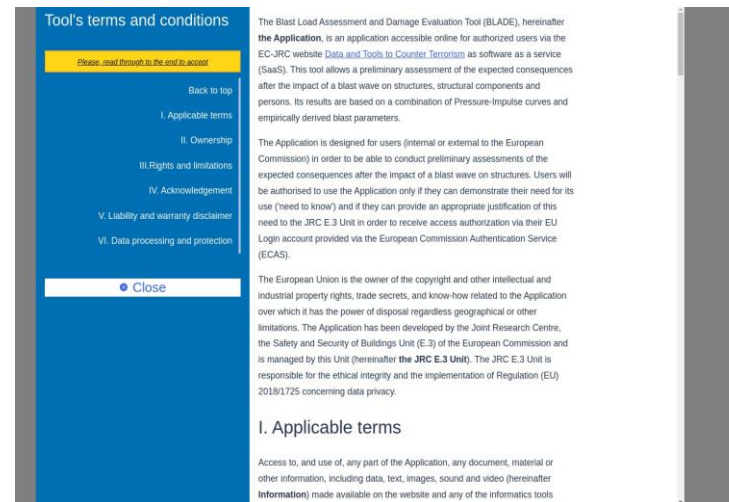 Tool's terms and conditions
Please, read through to the end to accept
Back to top
I. Applicable terms
II. Ownership
III.Rights and limitations
IV. Acknowledgement
V. Liability and warranty disclaimer
VI. Data processing and protection
Close
The Blast Load Assessment and Damage Evaluation Tool (BLADE), hereinafter
the Application, is an application accessible online for authorized users via the
EC-JRC website Data and Tools to Counter Terrorism as software as a service
(SaaS). This tool allows a preliminary assessment of the expected consequences
after the impact of a blast wave on structures, structural components and
persons. Its results are based on a combination of Pressure-Impulse curves and
empirically derived blast parameters.
The Application is designed for users (internal or external to the European
Commission) in order to be able to conduct preliminary assessments of the
expected consequences after the impact of a blast wave on structures. Users will
be authorised to use the Application only if they can demonstrate their need for its
use ('need to know') and if they can provide an appropriate justification of this
need to the JRC E.3 Unit in order to receive access authorization via their EU
Login account provided via the European Commission Authentication Service
(ECAS).
The European Union is the owner of the copyright and other intellectual and
industrial property rights, trade secrets, and know-how related to the Application
over which it has the power of disposal regardless geographical or other
limitations. The Application has been developed by the Joint Research Centre,
the Safety and Security of Buildings Unit (E.3) of the European Commission and
is managed by this Unit (hereinafter the JRC E.3 Unit). The JRC E.3 Unit is
responsible for the ethical integrity and the implementation of Regulation (EU)
2018/1725 concerning data privacy.
I. Applicable terms
Access to, and use of, any part of the Application, any document, material or
other information, including data, text, images, sound and video (hereinafter
Information) made available on the website and any of the informatics tools